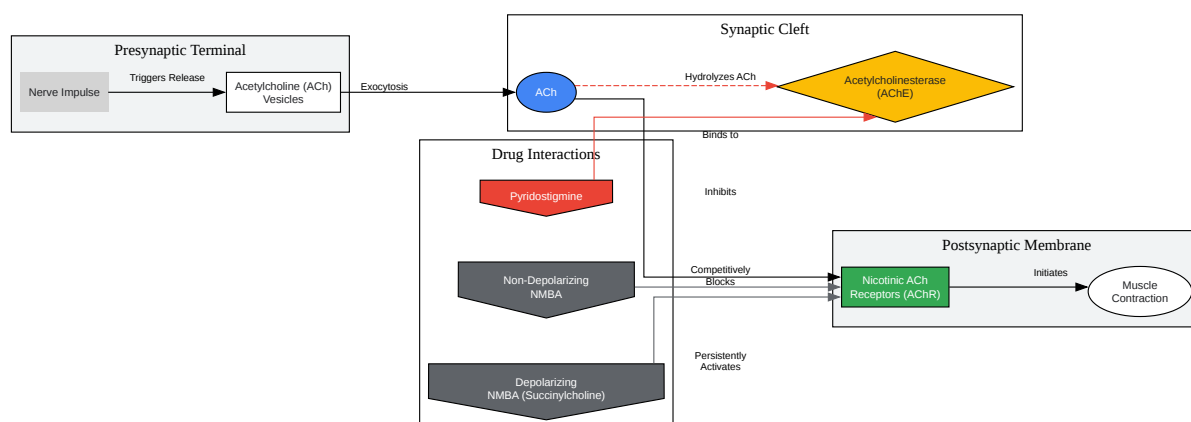 Presynaptic Terminal
Nerve Impulse
Triggers Release
Acetylcholine (ACh)
Vesicles
Exocytosis
Synaptic Cleft
ACh
Hydrolyzes ACh
Acetylcholinesterase
(AChE)
Binds to
Drug Interactions
Pyridostigmine
Inhibits
Non-Depolarizing
NMBA
Competitively
Blocks
Depolarizing
NMBA (Succinylcholine)
Persistently
Activates
Postsynaptic Membrane
Nicotinic ACh
Receptors (AChR)
Initiates
Muscle
Contraction